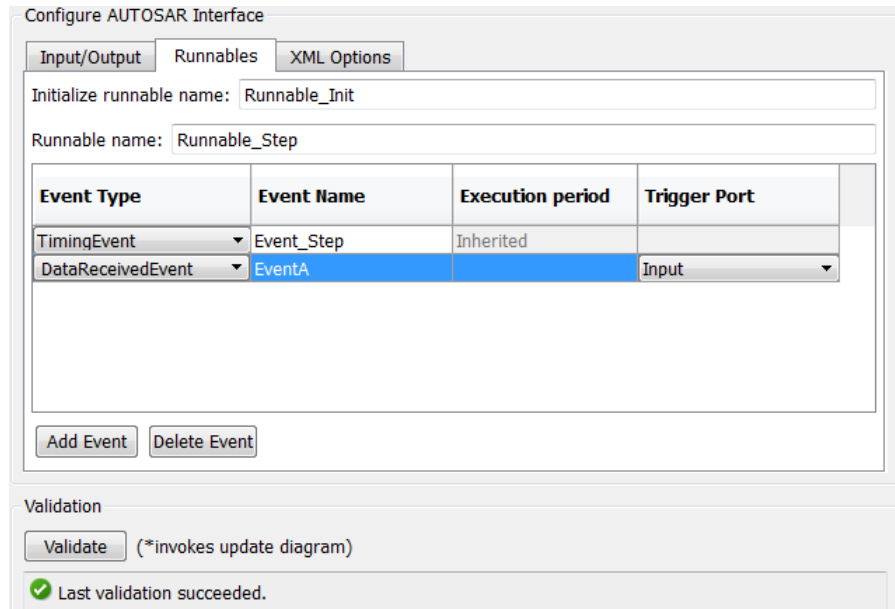 Configure AUTOSAR Interface
Input/Output Runnables XML Options
Initialize runnable name: Runnable_Init
Runnable name: Runnable_Step
Event Type Event Name Execution period Trigger Port
TimingEvent Event_Step Inherited
DataReceivedEvent EventA Input
Add Event Delete Event
Validation
Validate (*invokes update diagram)
Last validation succeeded.